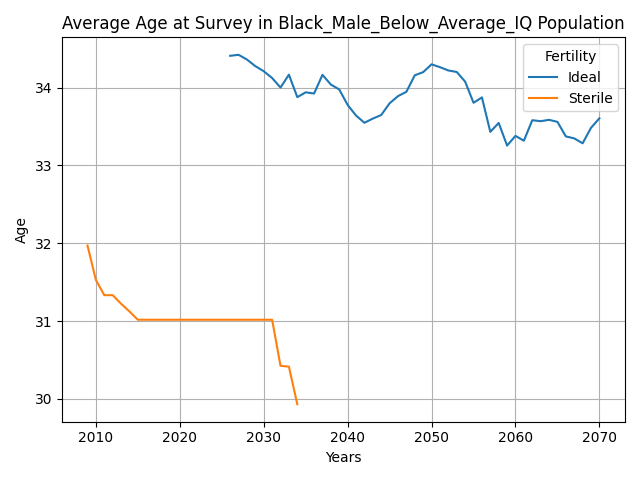 Average Age at Survey in Black_Male_Below_Average_IQ Population
Fertility
Ideal
Sterile
Age
34
33
32
31
30
2010 2020 2030 2040 2050 2060 2070
Years